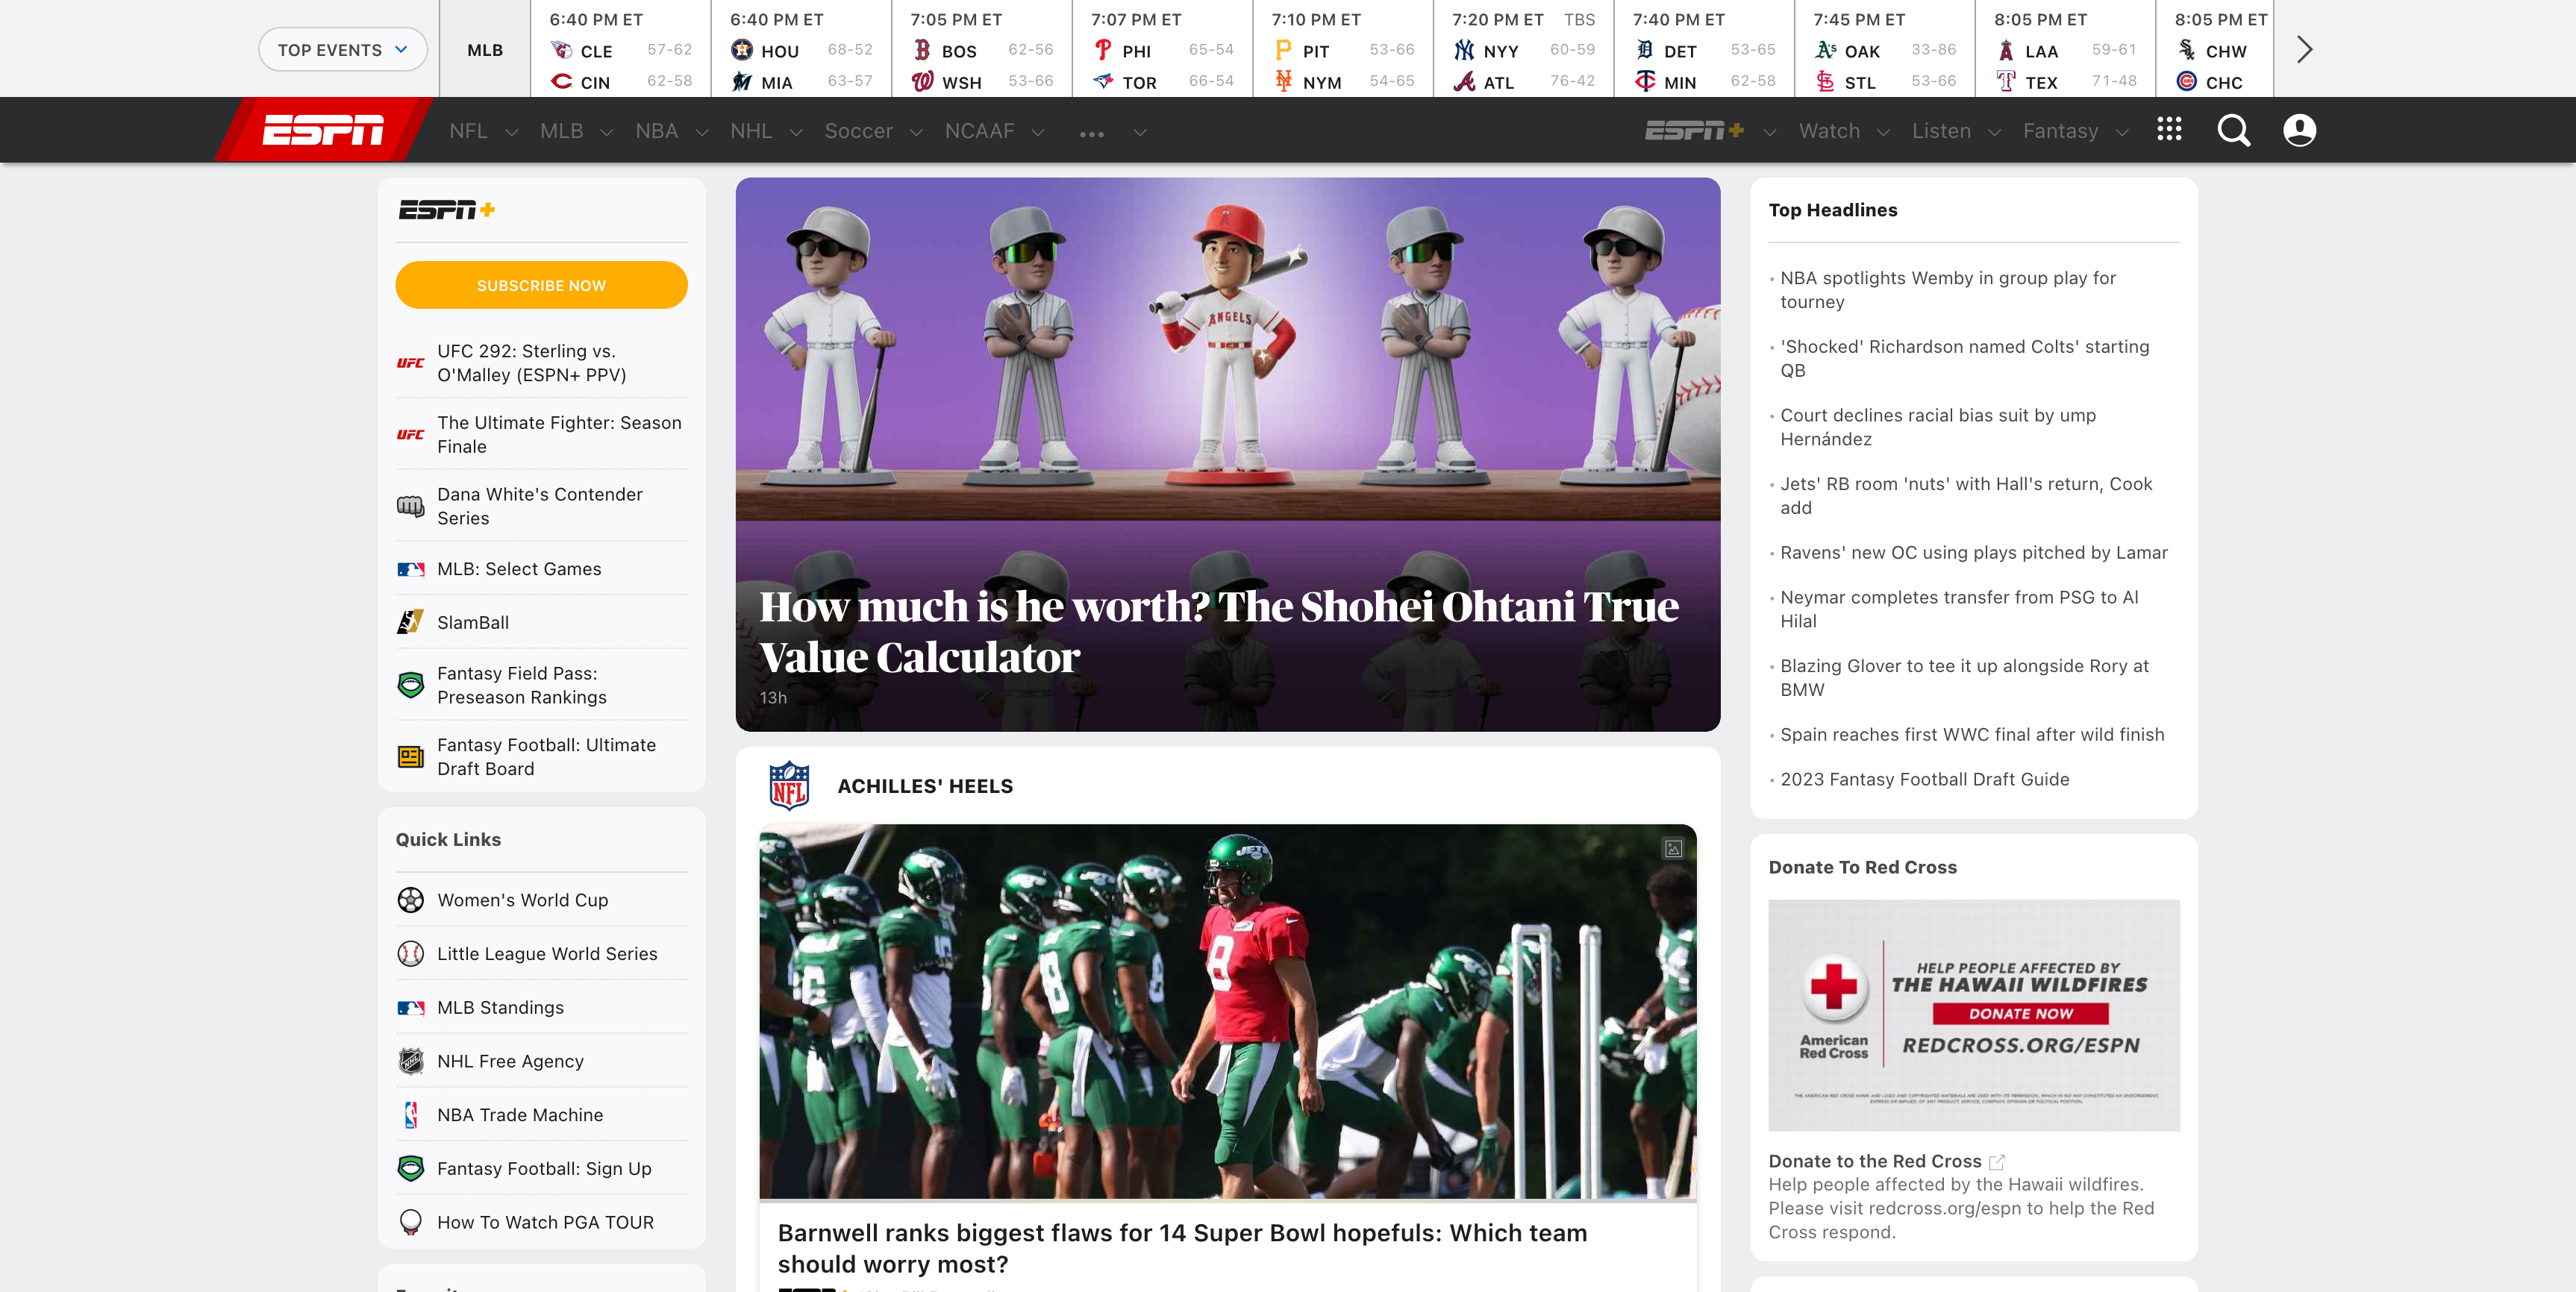 TOP EVENTS
MLB
6:40 PM ET
CLE 57-62
CIN 62-58
6:40 PM ET
HOU 68-52
MIA 63-57
7:05 PM ET
BOS 62-56
WSH 53-66
7:07 PM ET
PHI 65-54
TOR 66-54
7:10 PM ET
PIT 53-66
NYM 54-65
7:20 PM ET TBS
NYY 60-59
ATL 76-42
7:40 PM ET
DET 53-65
MIN 62-58
7:45 PM ET
OAK 33-86
STL 53-66
8:05 PM ET
LAA 59-61
TEX 71-48
8:05 PM ET
CHW
CHC
ESPN NFL MLB NBA NHL Soccer NCAAF ... ESPN+ Watch Listen Fantasy
ESPN+
SUBSCRIBE NOW
UFC
UFC 292: Sterling vs.
O'Malley (ESPN+ PPV)
UFC
The Ultimate Fighter: Season
Finale
Dana White's Contender
Series
MLB: Select Games
SlamBall
Fantasy Field Pass:
Preseason Rankings
Fantasy Football: Ultimate
Draft Board
Quick Links
Women's World Cup
Little League World Series
MLB Standings
NHL Free Agency
NBA Trade Machine
Fantasy Football: Sign Up
How To Watch PGA TOUR
ANGELS
How much is he worth? The Shohei Ohtani True
Value Calculator
13h
NFL
ACHILLES' HEELS
JETS
8
8
Barnwell ranks biggest flaws for 14 Super Bowl hopefuls: Which team
should worry most?
Top Headlines
NBA spotlights Wemby in group play for
tourney
'Shocked' Richardson named Colts' starting
QB
Court declines racial bias suit by ump
Hernández
Jets' RB room 'nuts' with Hall's return, Cook
add
Ravens' new OC using plays pitched by Lamar
Neymar completes transfer from PSG to Al
Hilal
Blazing Glover to tee it up alongside Rory at
BMW
Spain reaches first WWC final after wild finish
2023 Fantasy Football Draft Guide
Donate To Red Cross
American
Red Cross
HELP PEOPLE AFFECTED BY
THE HAWAII WILDFIRES
DONATE NOW
REDCROSS.ORG/ESPN
Donate to the Red Cross
Help people affected by the Hawaii wildfires.
Please visit redcross.org/espn to help the Red
Cross respond.